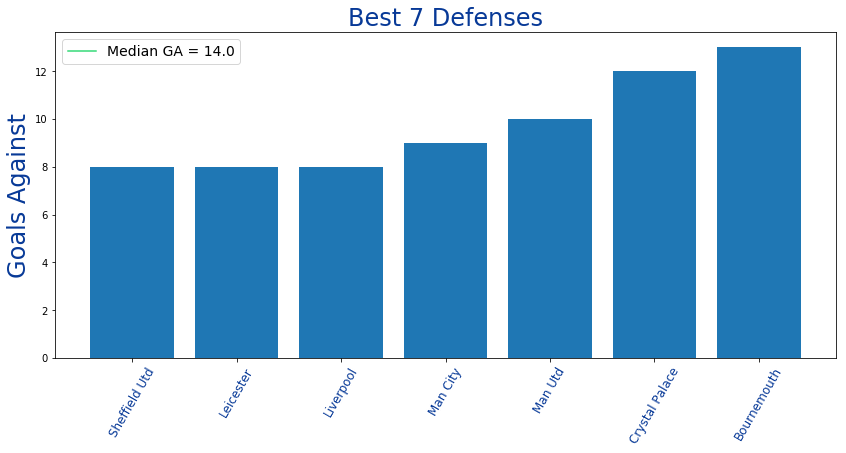 Best 7 Defenses
Median GA = 14.0
Goals Against
12
10
8
6
4
2
0
Sheffield Utd
Leicester
Liverpool
Man City
Man Utd
Crystal Palace
Bournemouth